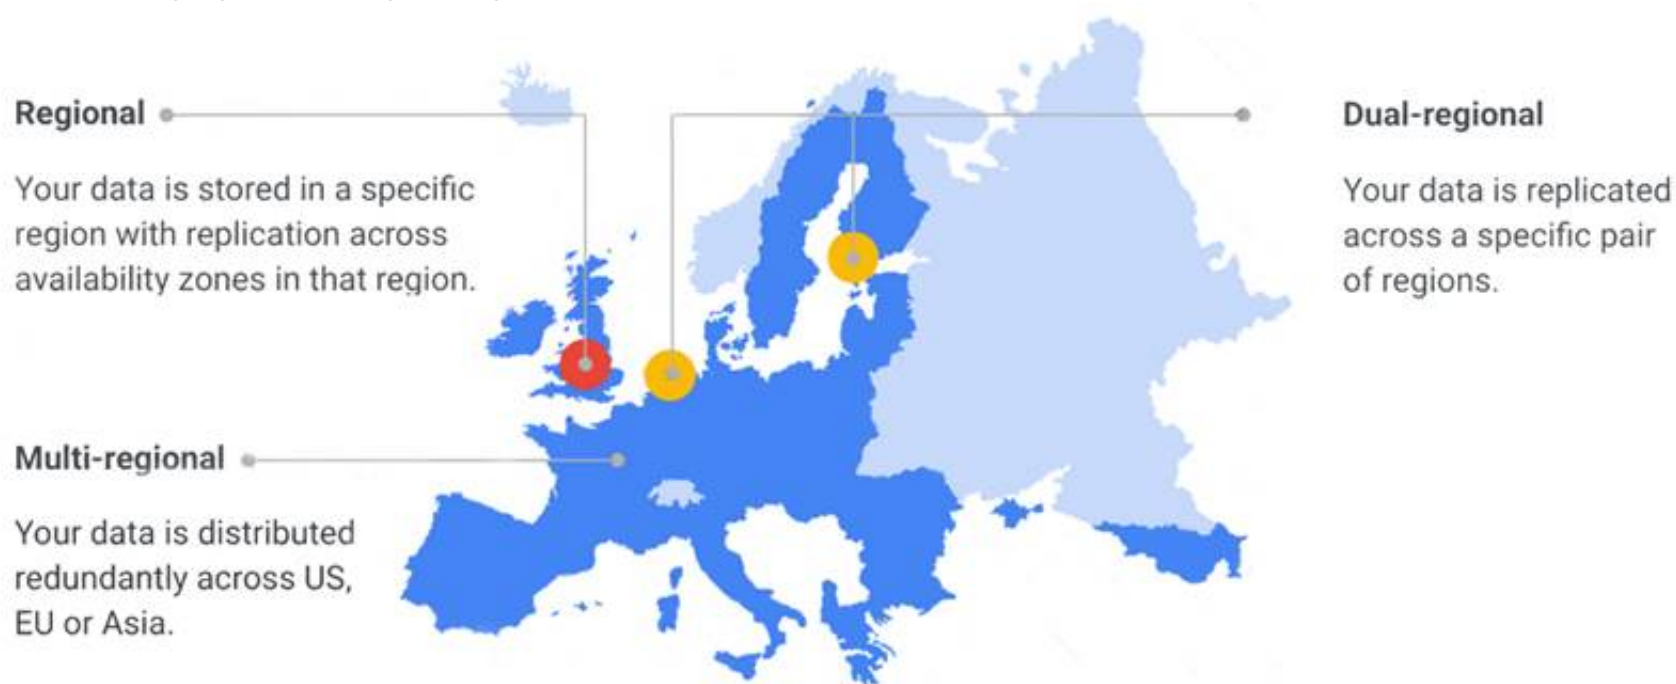 Regional
Your data is stored in a specific
region with replication across
availability zones in that region.
Multi-regional
Your data is distributed
redundantly across US,
EU or Asia.
Dual-regional
Your data is replicated
across a specific pair
of regions.